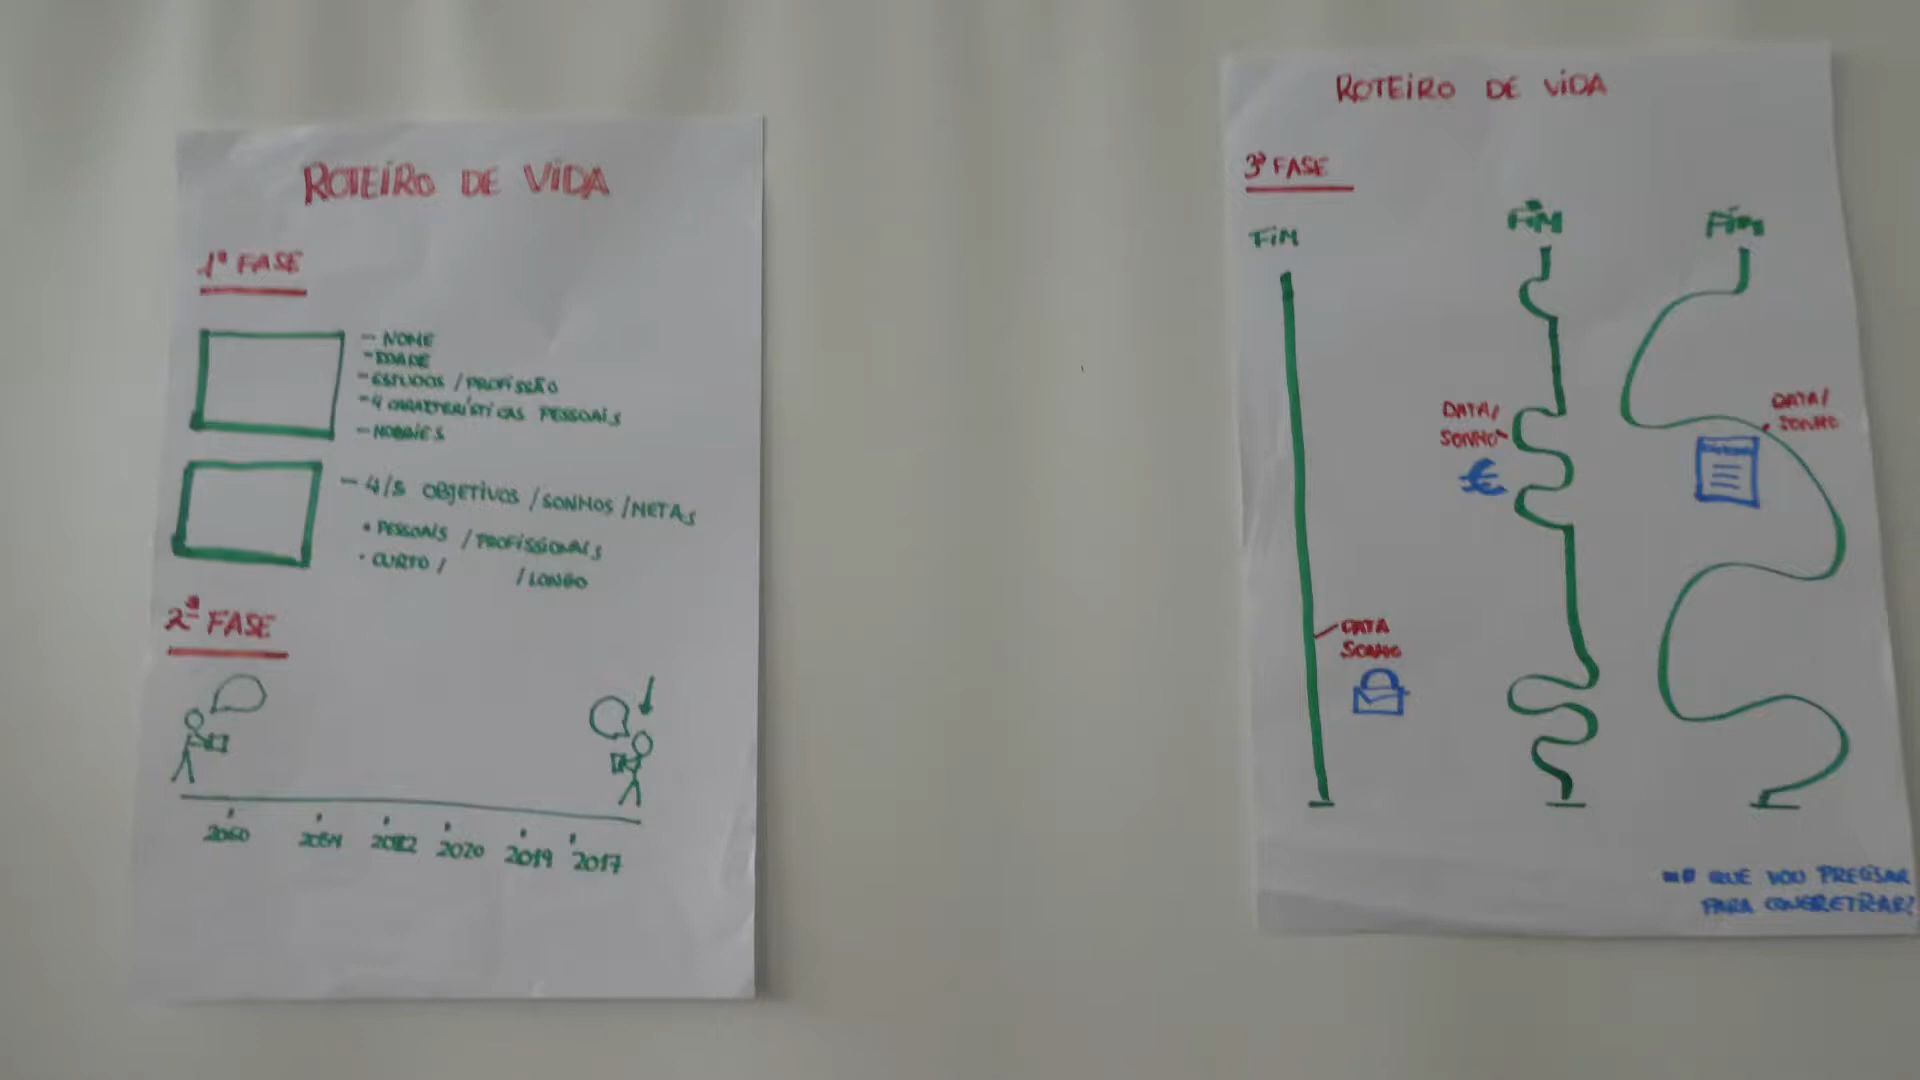 ROTEIRO DE VIDA
1ª FASE
- NOME
- IDADE
- ESTUDOS / PROFISSÃO
- 4 CARACTERÍSTICAS PESSOAIS
- HOBBIES
- 4/5 OBJETIVOS / SONHOS / METAS
• PESSOAIS / PROFISSIONAIS
• CURTO / / LONGO
2ª FASE
2060
2020
2019
2017
ROTEIRO DE VIDA
3ª FASE
FIM
FIM
FIM
DATA/
SONHO
€
DATA/
SONHO
DATA
SONHO
O QUE VOU PRECISAR
PARA CONCRETIZAR?